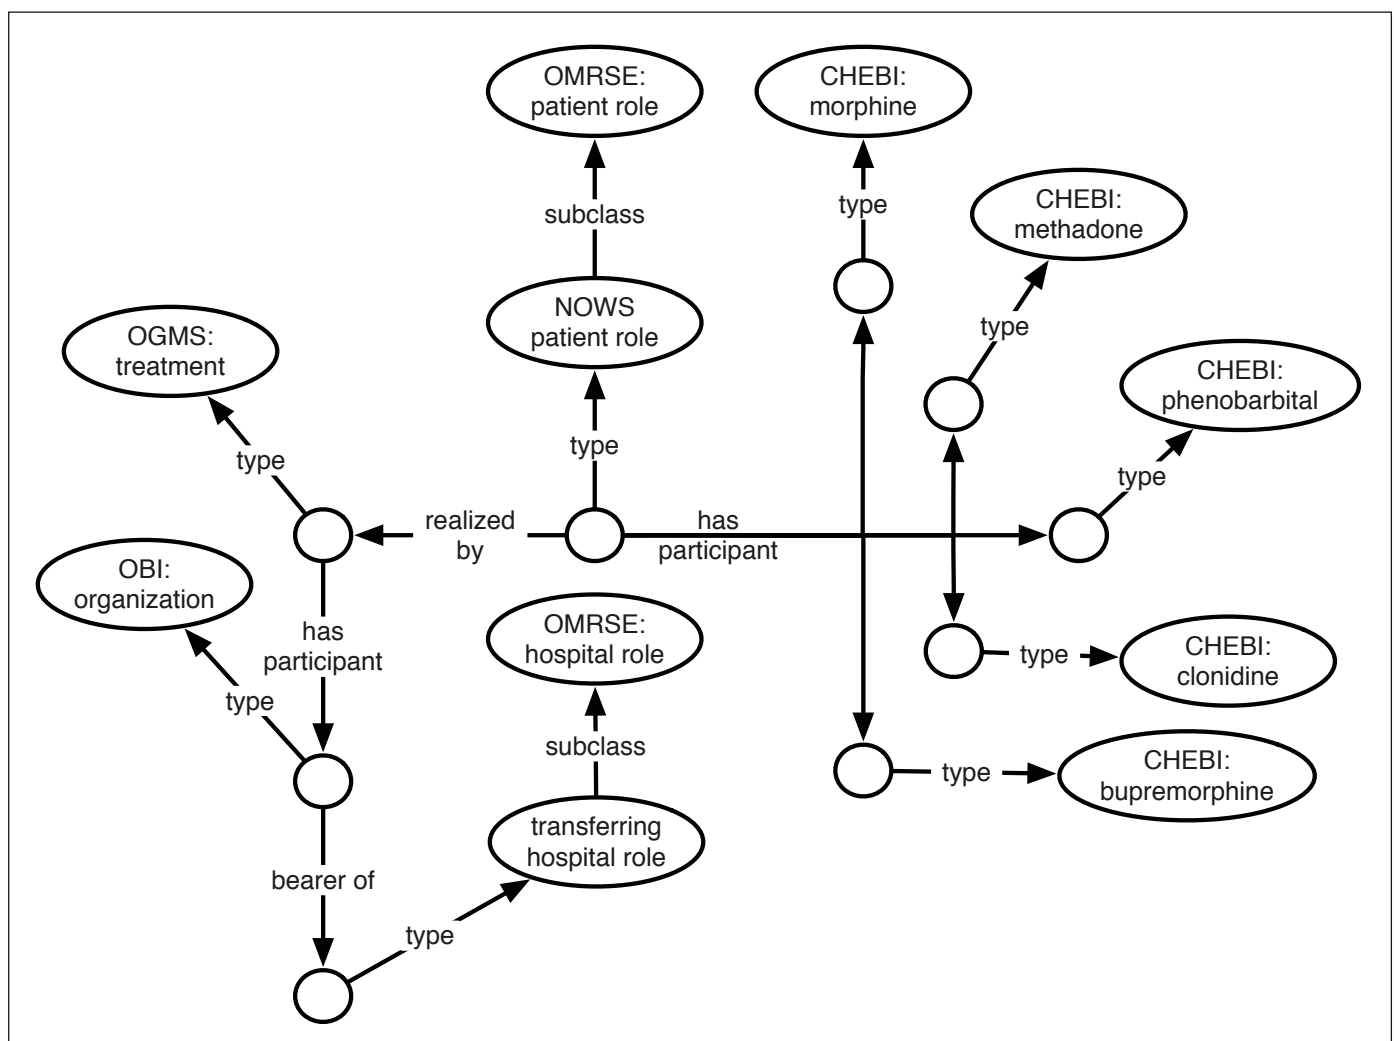 OMRSE:
patient role
CHEBI:
morphine
CHEBI:
methadone
type
subclass
NOWS
patient role
type
OGMS:
treatment
CHEBI:
phenobarbital
type
type
type
realized
by
has
participant
OBI:
organization
has
participant
OMRSE:
hospital role
type
CHEBI:
clonidine
type
subclass
type
CHEBI:
bupremorphine
transferring
hospital role
bearer of
type